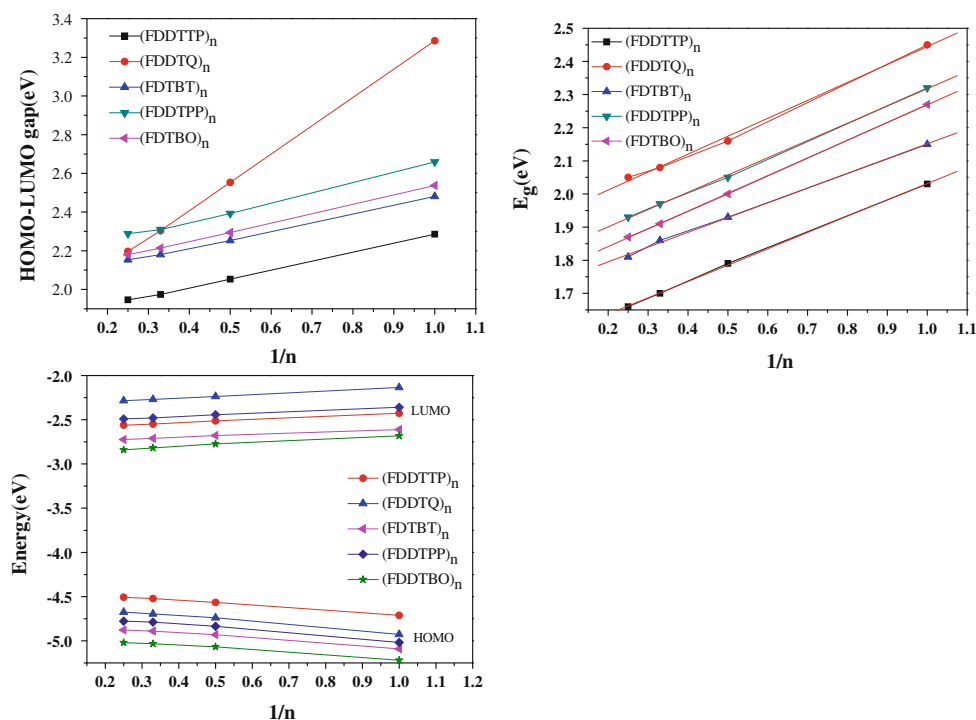 HOMO-LUMO gap(eV)
3.4
3.2
3.0
2.8
2.6
2.4
2.2
2.0
(FDDTTP)n
(FDDTQ)n
(FDTBT)n
(FDDTPP)n
(FDTBO)n
0.2 0.3 0.4 0.5 0.6 0.7 0.8 0.9 1.0 1.1
1/n
Eg(eV)
2.5
2.4
2.3
2.2
2.1
2.0
1.9
1.8
1.7
(FDDTTP)n
(FDDTQ)n
(FDTBT)n
(FDDTPP)n
(FDTBO)n
0.2 0.3 0.4 0.5 0.6 0.7 0.8 0.9 1.0 1.1
1/n
Energy(eV)
-2.0
-2.5
-3.0
-3.5
-4.0
-4.5
-5.0
LUMO
(FDDTTP)n
(FDDTQ)n
(FDTBT)n
(FDDTPP)n
(FDDTBO)n
HOMO
0.2 0.3 0.4 0.5 0.6 0.7 0.8 0.9 1.0 1.1 1.2
1/n